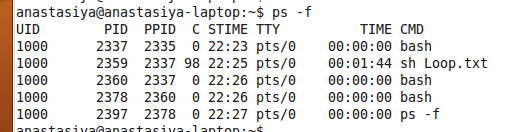 anastasiya@anastasiya-laptop:~$ ps -f
UID        PID  PPID  C STIME TTY          TIME CMD
1000      2337  2335  0 22:23 pts/0    00:00:00 bash
1000      2359  2337 98 22:25 pts/0    00:01:44 sh Loop.txt
1000      2360  2337  0 22:26 pts/0    00:00:00 bash
1000      2378  2360  0 22:26 pts/0    00:00:00 bash
1000      2397  2378  0 22:27 pts/0    00:00:00 ps -f
anastasiya@anastasiya-laptop:~$